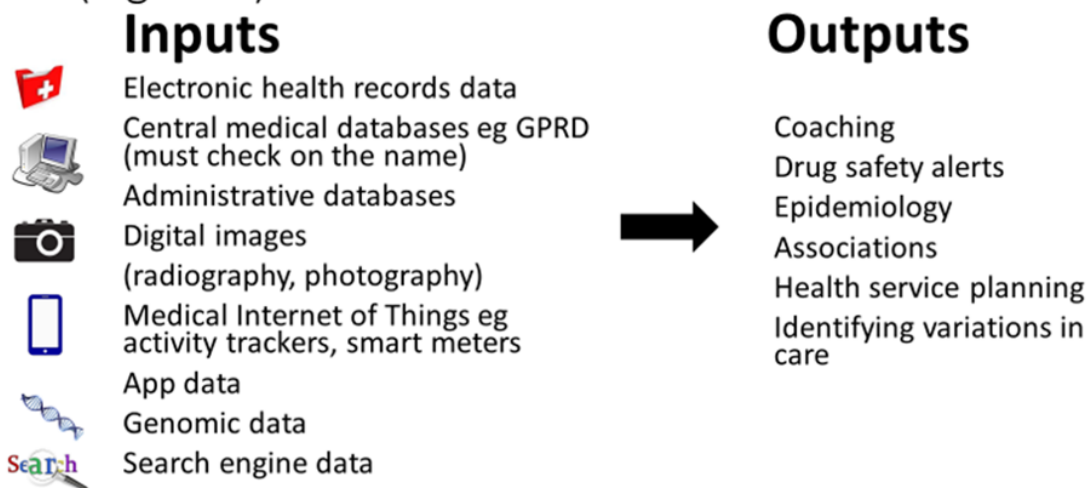 Inputs
Electronic health records data
Central medical databases eg GPRD
(must check on the name)
Administrative databases
Digital images
(radiography, photography)
Medical Internet of Things eg
activity trackers, smart meters
App data
Genomic data
Search
Search engine data
Outputs
Coaching
Drug safety alerts
Epidemiology
Associations
Health service planning
Identifying variations in
care